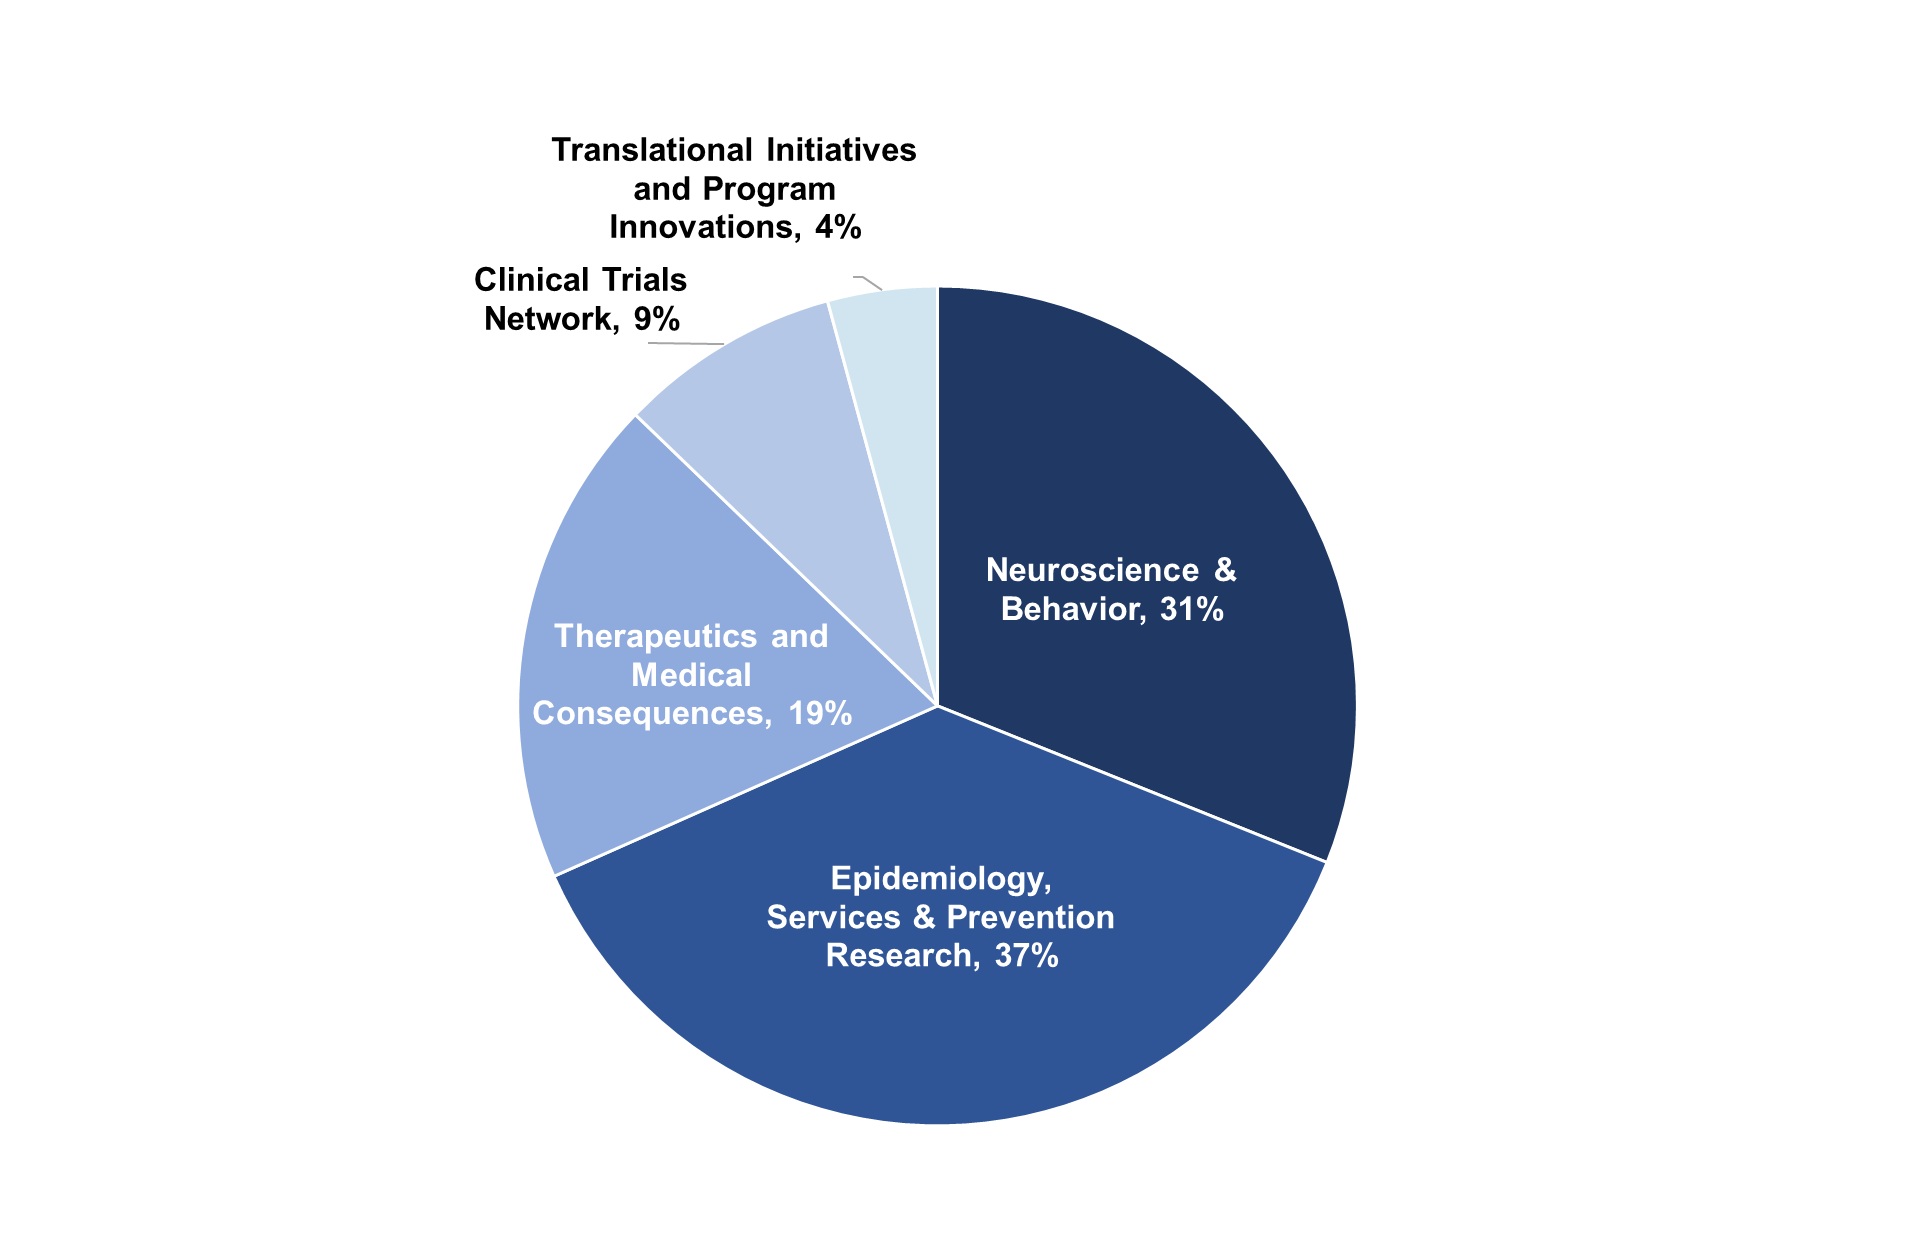 Translational Initiatives
and Program
Innovations, 4%
Clinical Trials
Network, 9%
Neuroscience &
Behavior, 31%
Therapeutics and
Medical
Consequences, 19%
Epidemiology,
Services & Prevention
Research, 37%